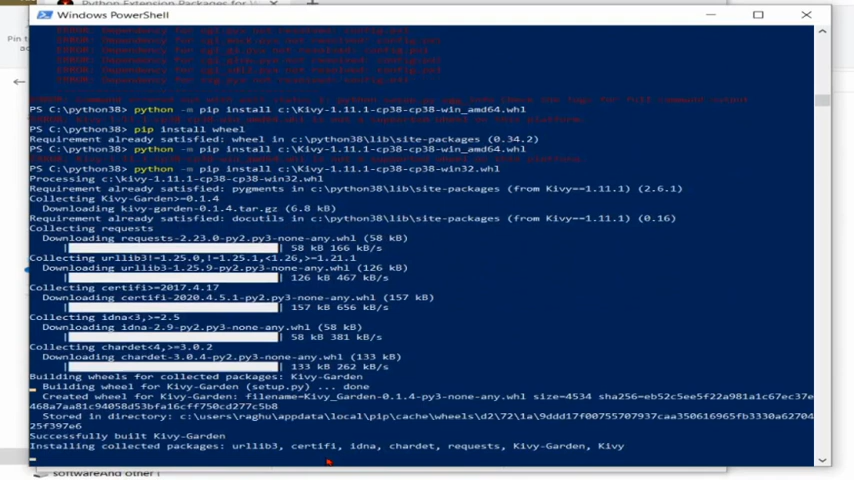 Python Extension Packages for
Windows PowerShell
PS C:\python38> python -m pip install c:\Kivy-1.11.1-cp38-cp38-win_amd64.whl
PS C:\python38> pip install wheel
Requirement already satisfied: wheel in c:\python38\lib\site-packages (0.34.2)
PS C:\python38> python -m pip install c:\Kivy-1.11.1-cp38-cp38-win_amd64.whl
PS C:\python38> python -m pip install c:\Kivy-1.11.1-cp38-cp38-win32.whl
Processing c:\kivy-1.11.1-cp38-cp38-win32.whl
Requirement already satisfied: pygments in c:\python38\lib\site-packages (from Kivy==1.11.1) (2.6.1)
Collecting Kivy-Garden>=0.1.4
Downloading kivy-garden-0.1.4.tar.gz (6.8 kB)
Requirement already satisfied: docutils in c:\python38\lib\site-packages (from Kivy==1.11.1) (0.16)
Collecting requests
Downloading requests-2.23.0-py2.py3-none-any.whl (58 kB)
| | 58 kB 166 kB/s
Collecting urllib3!=1.25.0,!=1.25.1,<1.26,>=1.21.1
Downloading urllib3-1.25.9-py2.py3-none-any.whl (126 kB)
| | 126 kB 467 kB/s
Collecting certifi>=2017.4.17
Downloading certifi-2020.4.5.1-py2.py3-none-any.whl (157 kB)
| | 157 kB 656 kB/s
Collecting idna<3,>=2.5
Downloading idna-2.9-py2.py3-none-any.whl (58 kB)
| | 58 kB 381 kB/s
Collecting chardet<4,>=3.0.2
Downloading chardet-3.0.4-py2.py3-none-any.whl (133 kB)
| | 133 kB 262 kB/s
Building wheels for collected packages: Kivy-Garden
Building wheel for Kivy-Garden (setup.py) ... done
Created wheel for Kivy-Garden: filename=Kivy_Garden-0.1.4-py3-none-any.whl size=4534 sha256=eb52c5ee5f22a981a1c67ec37e
468a7aa81c94058d53bfa16cff750cd277c5b8
Stored in directory: c:\users\raghu\appdata\local\pip\cache\wheels\d2\72\1a\9ddd17f00755707937caa350616965fb3330a62704
25f397e6
Successfully built Kivy-Garden
Installing collected packages: urllib3, certifi, idna, chardet, requests, Kivy-Garden, Kivy
softwareAnd other (